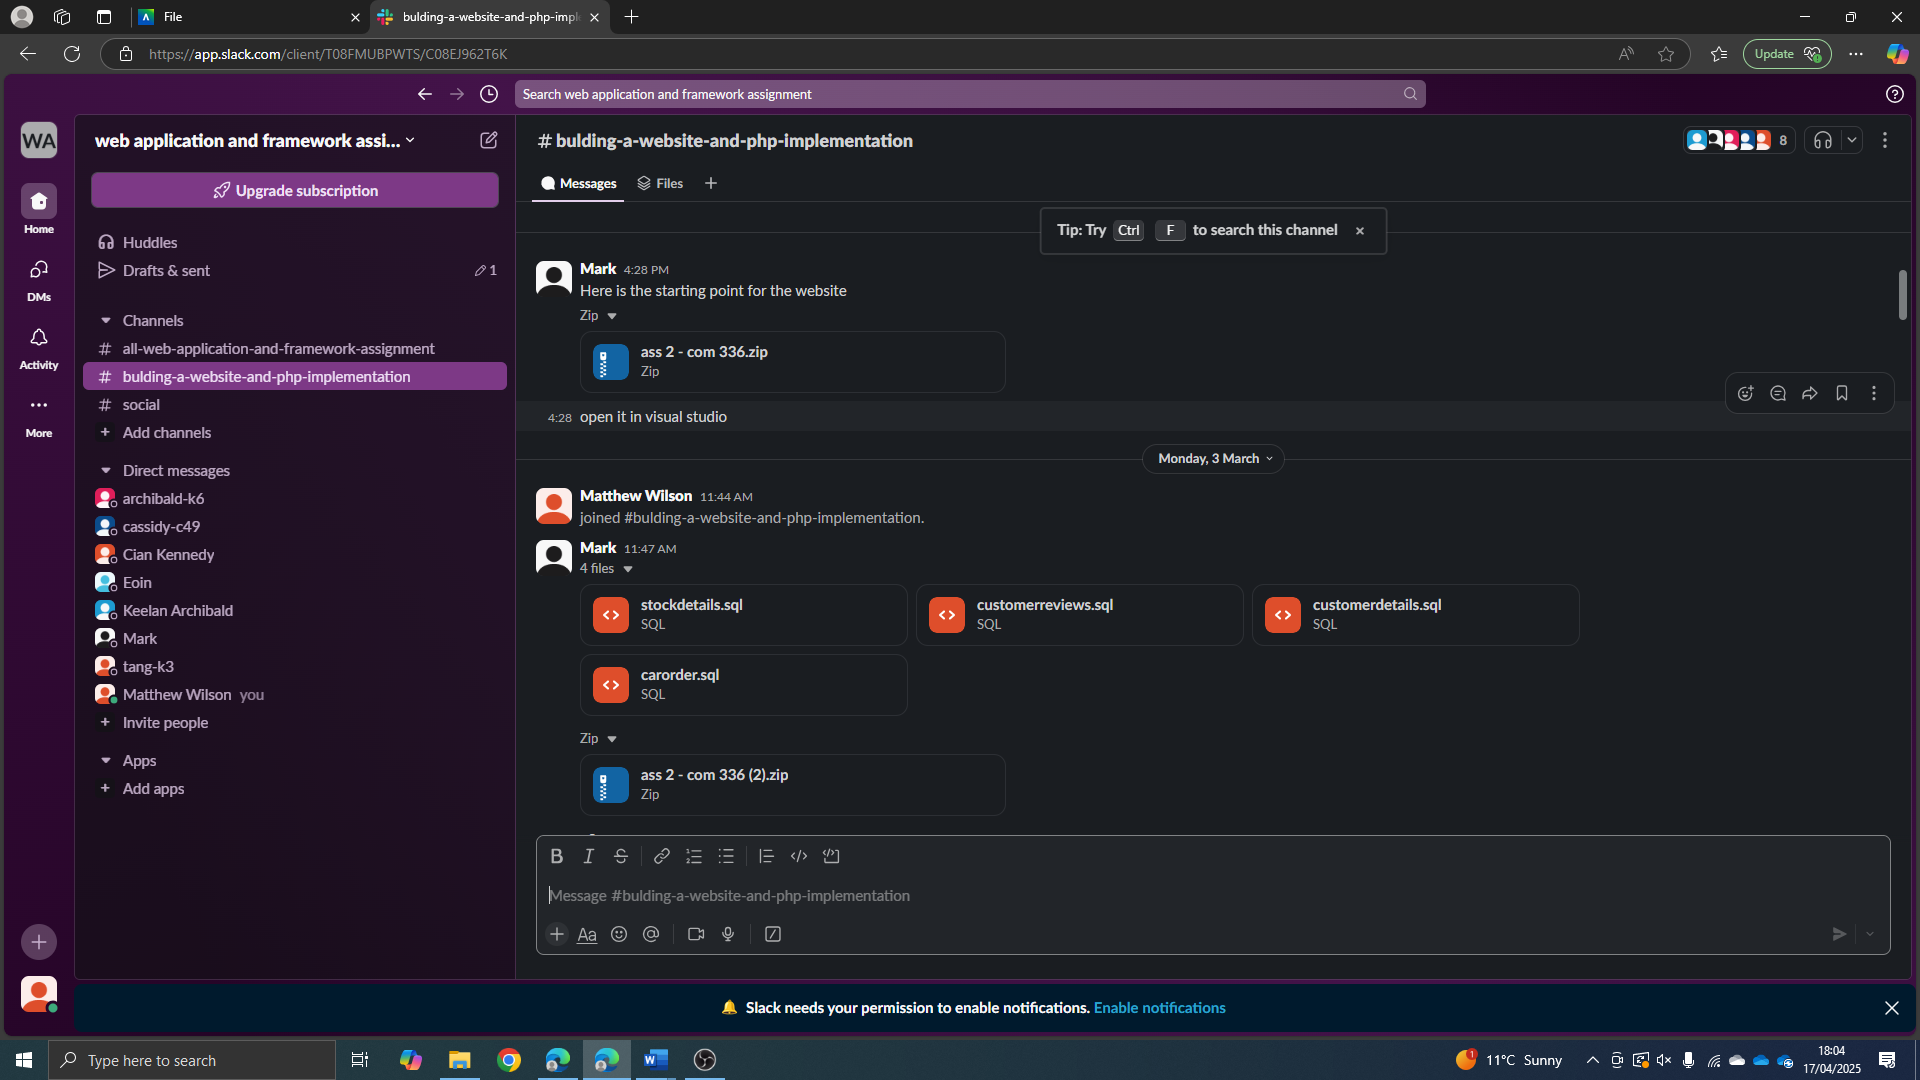 File
bulding-a-website-and-php-imple
https://app.slack.com/client/T08FMUBPWTS/C08EJ962T6K
Update
Search web application and framework assignment
WA
Home
DMs
Activity
More
web application and framework assi...
Upgrade subscription
Huddles
Drafts & sent
1
Channels
# all-web-application-and-framework-assignment
# bulding-a-website-and-php-implementation
# social
+ Add channels
Direct messages
archibald-k6
cassidy-c49
Cian Kennedy
Eoin
Keelan Archibald
Mark
tang-k3
Matthew Wilson you
+ Invite people
Apps
+ Add apps
# bulding-a-website-and-php-implementation
8
Messages
Files
Tip: Try Ctrl F to search this channel
Mark 4:28 PM
Here is the starting point for the website
Zip
ass 2 - com 336.zip
Zip
4:28 open it in visual studio
Monday, 3 March
Matthew Wilson 11:44 AM
joined #bulding-a-website-and-php-implementation.
Mark 11:47 AM
4 files
stockdetails.sql
SQL
customerreviews.sql
SQL
customerdetails.sql
SQL
carorder.sql
SQL
Zip
ass 2 - com 336 (2).zip
Zip
Message #bulding-a-website-and-php-implementation
Aa
Slack needs your permission to enable notifications. Enable notifications
Type here to search
1
11°C Sunny
18:04
17/04/2025